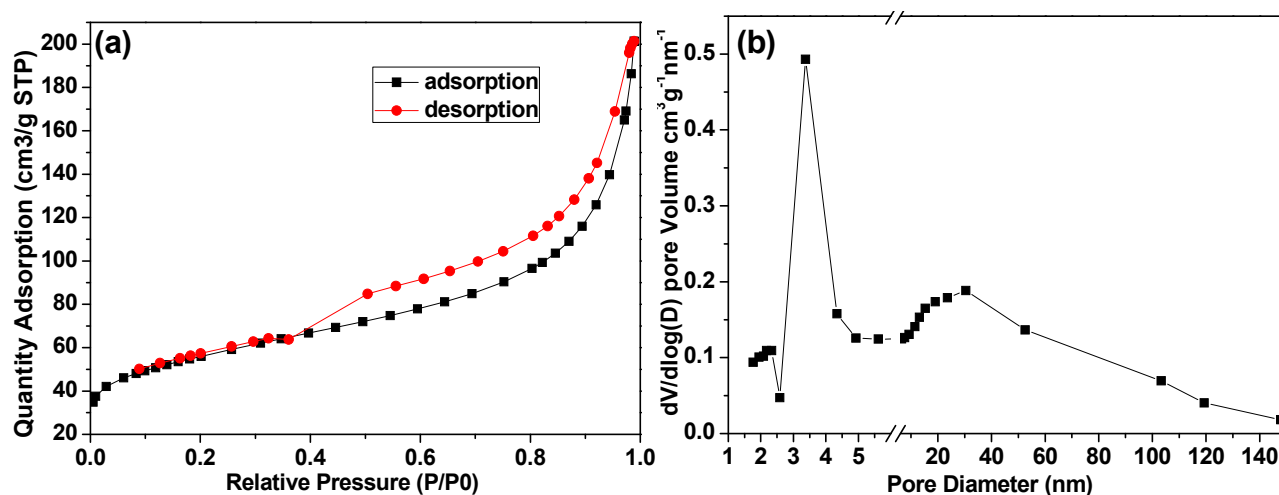 (a)
adsorption
desorption
Quantity Adsorption (cm3/g STP)
200
180
160
140
120
100
80
60
40
20
0.0 0.2 0.4 0.6 0.8 1.0
Relative Pressure (P/P0)
(b)
dV/dlog(D) pore Volume cm³g⁻¹nm⁻¹
0.5
0.4
0.3
0.2
0.1
0.0
1 2 3 4 5 20 40 60 80 100 120 140
Pore Diameter (nm)